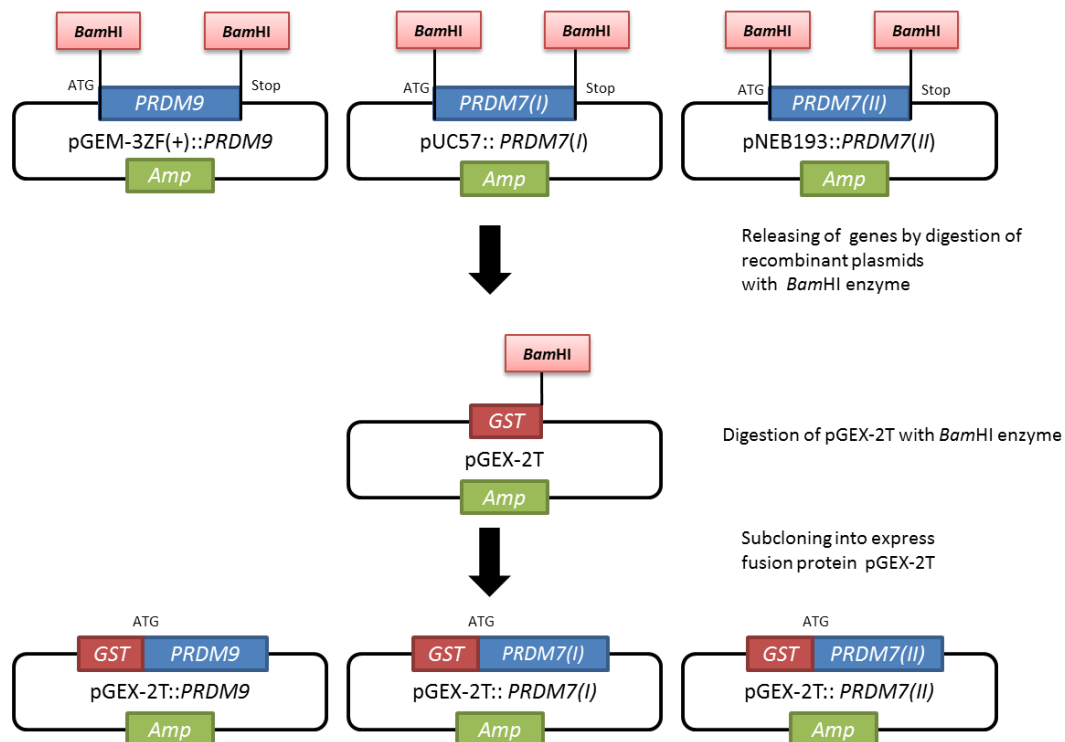 BamHI
BamHI
BamHI
BamHI
BamHI
BamHI
ATG
Stop
ATG
Stop
ATG
Stop
PRDM9
PRDM7(I)
PRDM7(II)
pGEM-3ZF(+)::PRDM9
pUC57:: PRDM7(I)
pNEB193::PRDM7(II)
Amp
Amp
Amp
Releasing of genes by digestion of
recombinant plasmids
with BamHI enzyme
BamHI
GST
pGEX-2T
Amp
Digestion of pGEX-2T with BamHI enzyme
Subcloning into express
fusion protein pGEX-2T
ATG
ATG
ATG
GST
PRDM9
GST
PRDM7(I)
GST
PRDM7(II)
pGEX-2T::PRDM9
pGEX-2T:: PRDM7(I)
pGEX-2T:: PRDM7(II)
Amp
Amp
Amp